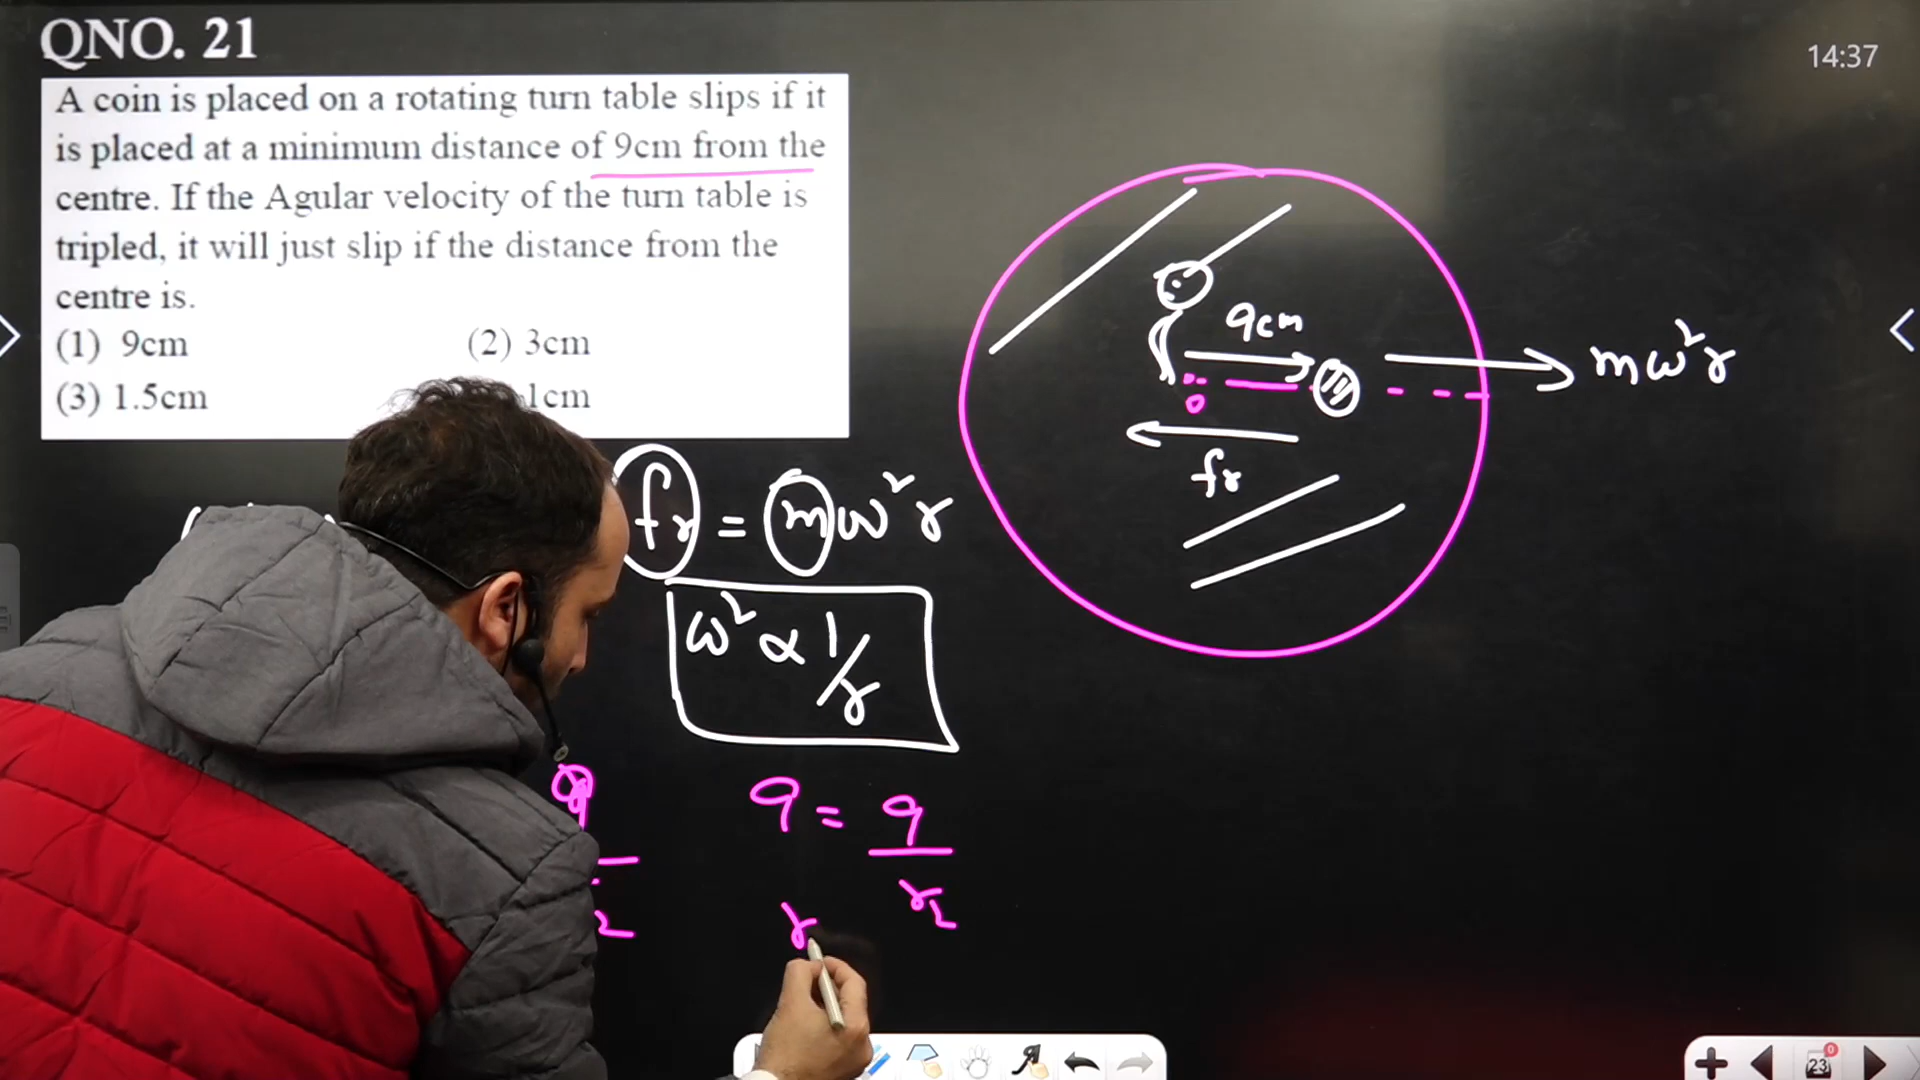 QNO. 21
14:37
A coin is placed on a rotating turn table slips if it
is placed at a minimum distance of 9cm from the
centre. If the Agular velocity of the turn table is
tripled, it will just slip if the distance from the
centre is.
(1) 9cm (2) 3cm
(3) 1.5cm 1cm
9cm
mω²r
o
fr
fr = mω²r
ω² ∝ 1/r
9 = 9/r₂
r
23
0